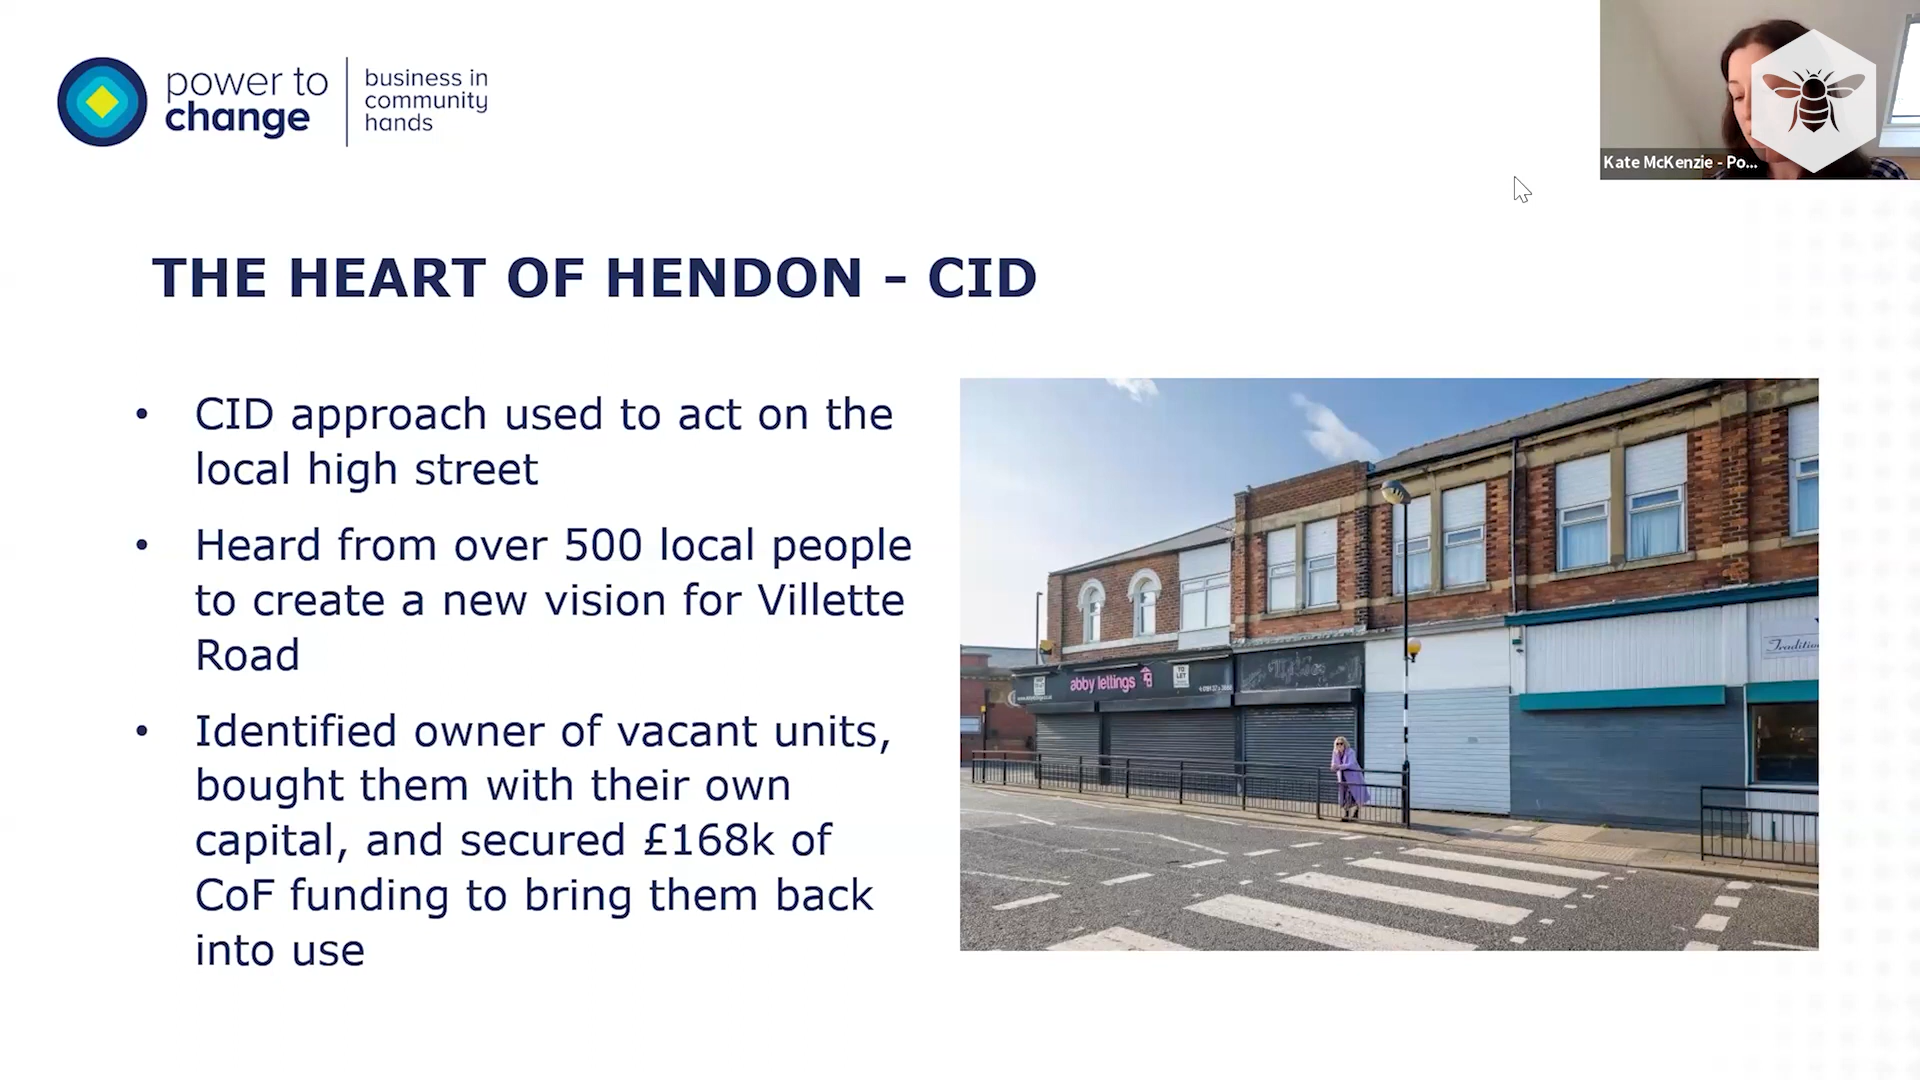 power to
change
business in
community
hands
Kate McKenzie - Po...
THE HEART OF HENDON - CID
• CID approach used to act on the
local high street
• Heard from over 500 local people
to create a new vision for Villette
Road
• Identified owner of vacant units,
bought them with their own
capital, and secured £168k of
CoF funding to bring them back
into use
abby lettings
TO
LET